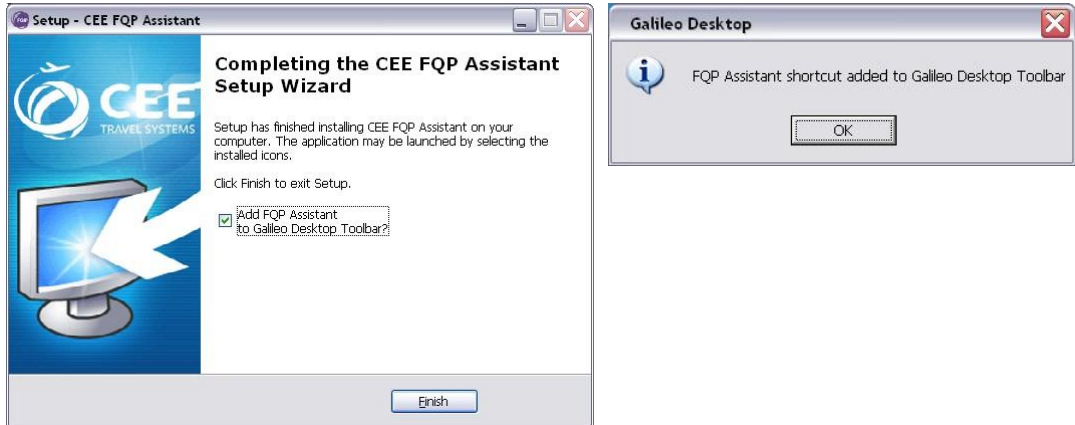 Setup - CEE FQP Assistant
Completing the CEE FQP Assistant
Setup Wizard
Setup has finished installing CEE FQP Assistant on your
computer. The application may be launched by selecting the
installed icons.
Click Finish to exit Setup.
Add FQP Assistant
to Galileo Desktop Toolbar?
CEE
TRAVEL SYSTEMS
Finish
Galileo Desktop
FQP Assistant shortcut added to Galileo Desktop Toolbar
OK